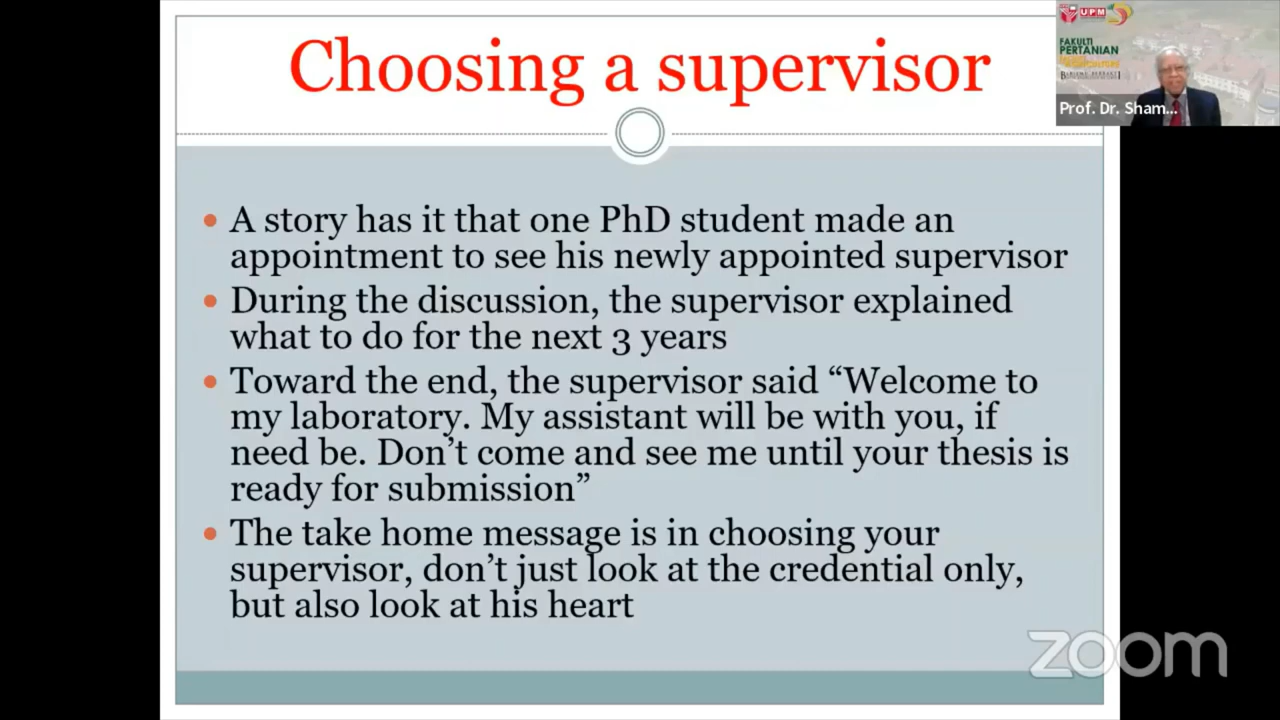 Choosing a supervisor
UPM
FAKULTI
PERTANIAN
Prof. Dr. Sham...
• A story has it that one PhD student made an
appointment to see his newly appointed supervisor
• During the discussion, the supervisor explained
what to do for the next 3 years
• Toward the end, the supervisor said “Welcome to
my laboratory. My assistant will be with you, if
need be. Don’t come and see me until your thesis is
ready for submission”
• The take home message is in choosing your
supervisor, don’t just look at the credential only,
but also look at his heart
zoom